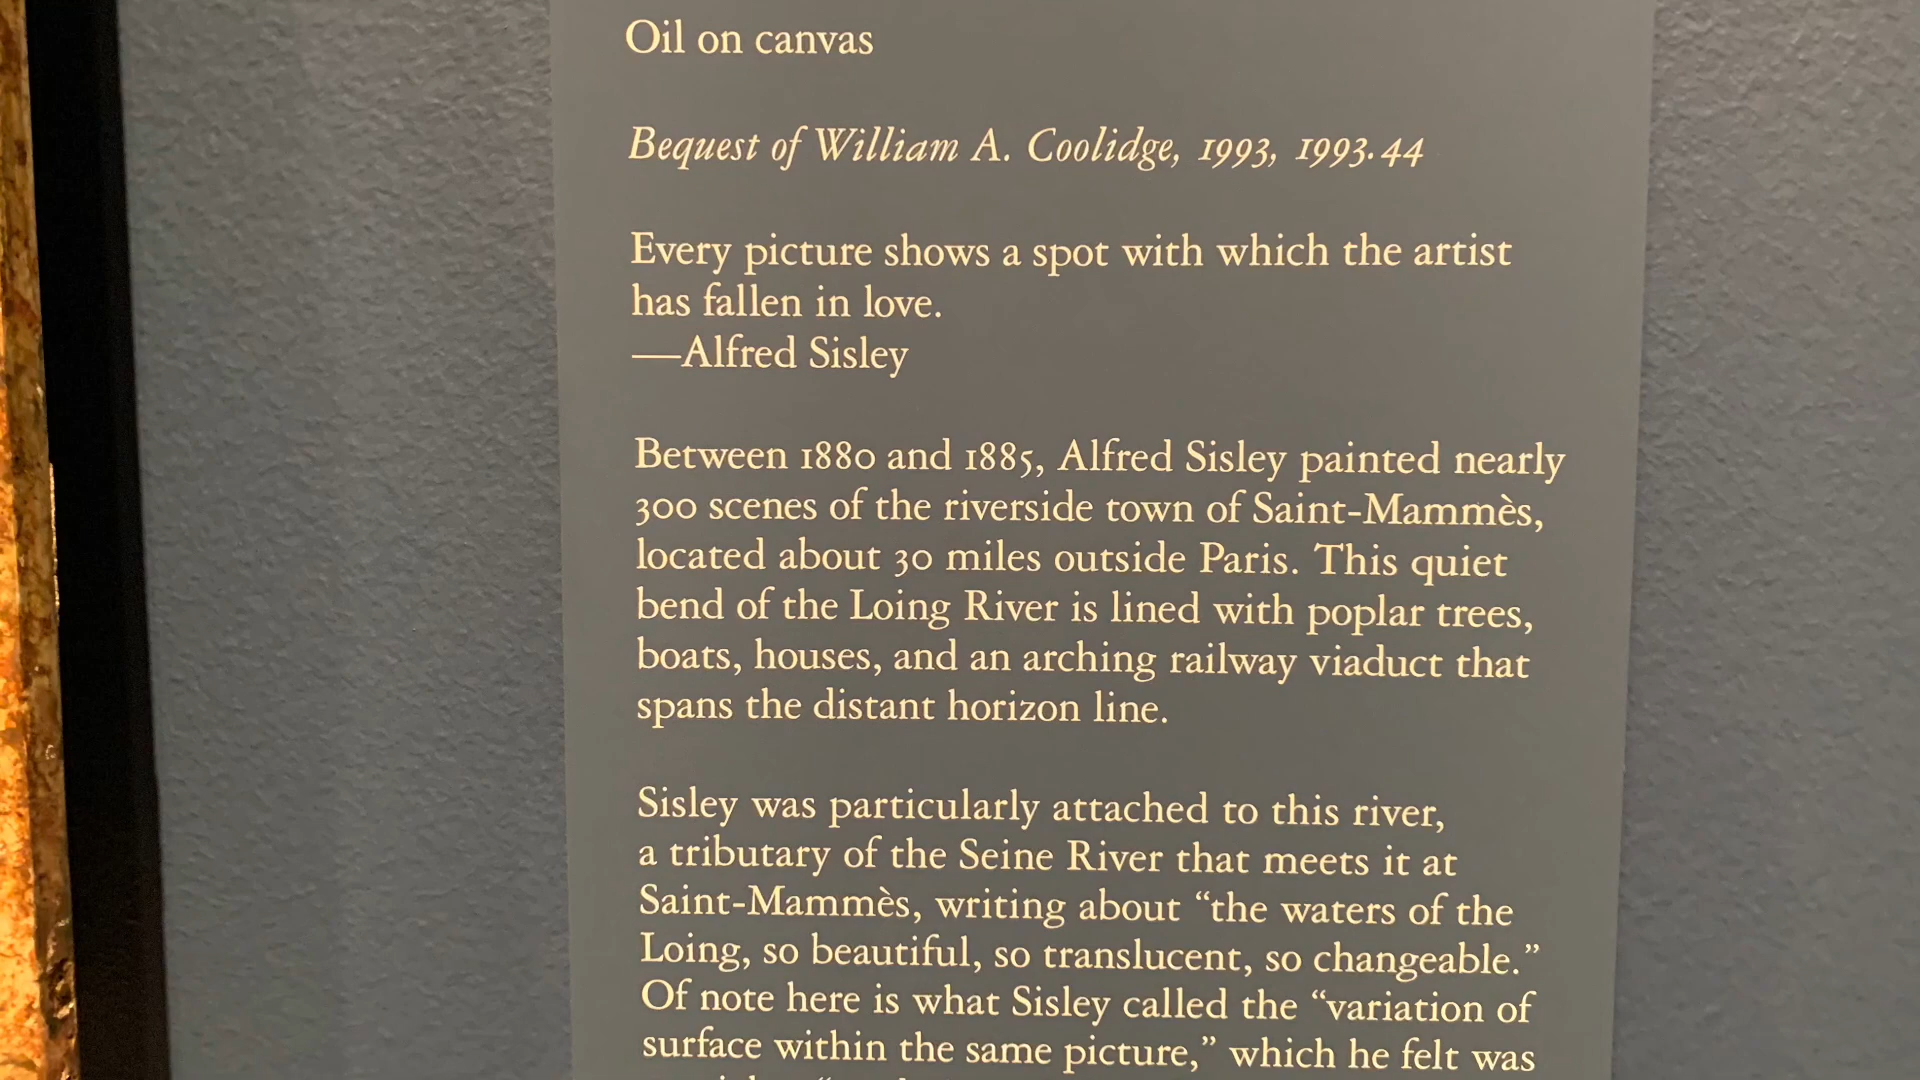 Oil on canvas
Bequest of William A. Coolidge, 1993, 1993.44
Every picture shows a spot with which the artist
has fallen in love.
—Alfred Sisley
Between 1880 and 1885, Alfred Sisley painted nearly
300 scenes of the riverside town of Saint-Mammès,
located about 30 miles outside Paris. This quiet
bend of the Loing River is lined with poplar trees,
boats, houses, and an arching railway viaduct that
spans the distant horizon line.
Sisley was particularly attached to this river,
a tributary of the Seine River that meets it at
Saint-Mammès, writing about “the waters of the
Loing, so beautiful, so translucent, so changeable.”
Of note here is what Sisley called the “variation of
surface within the same picture,” which he felt was